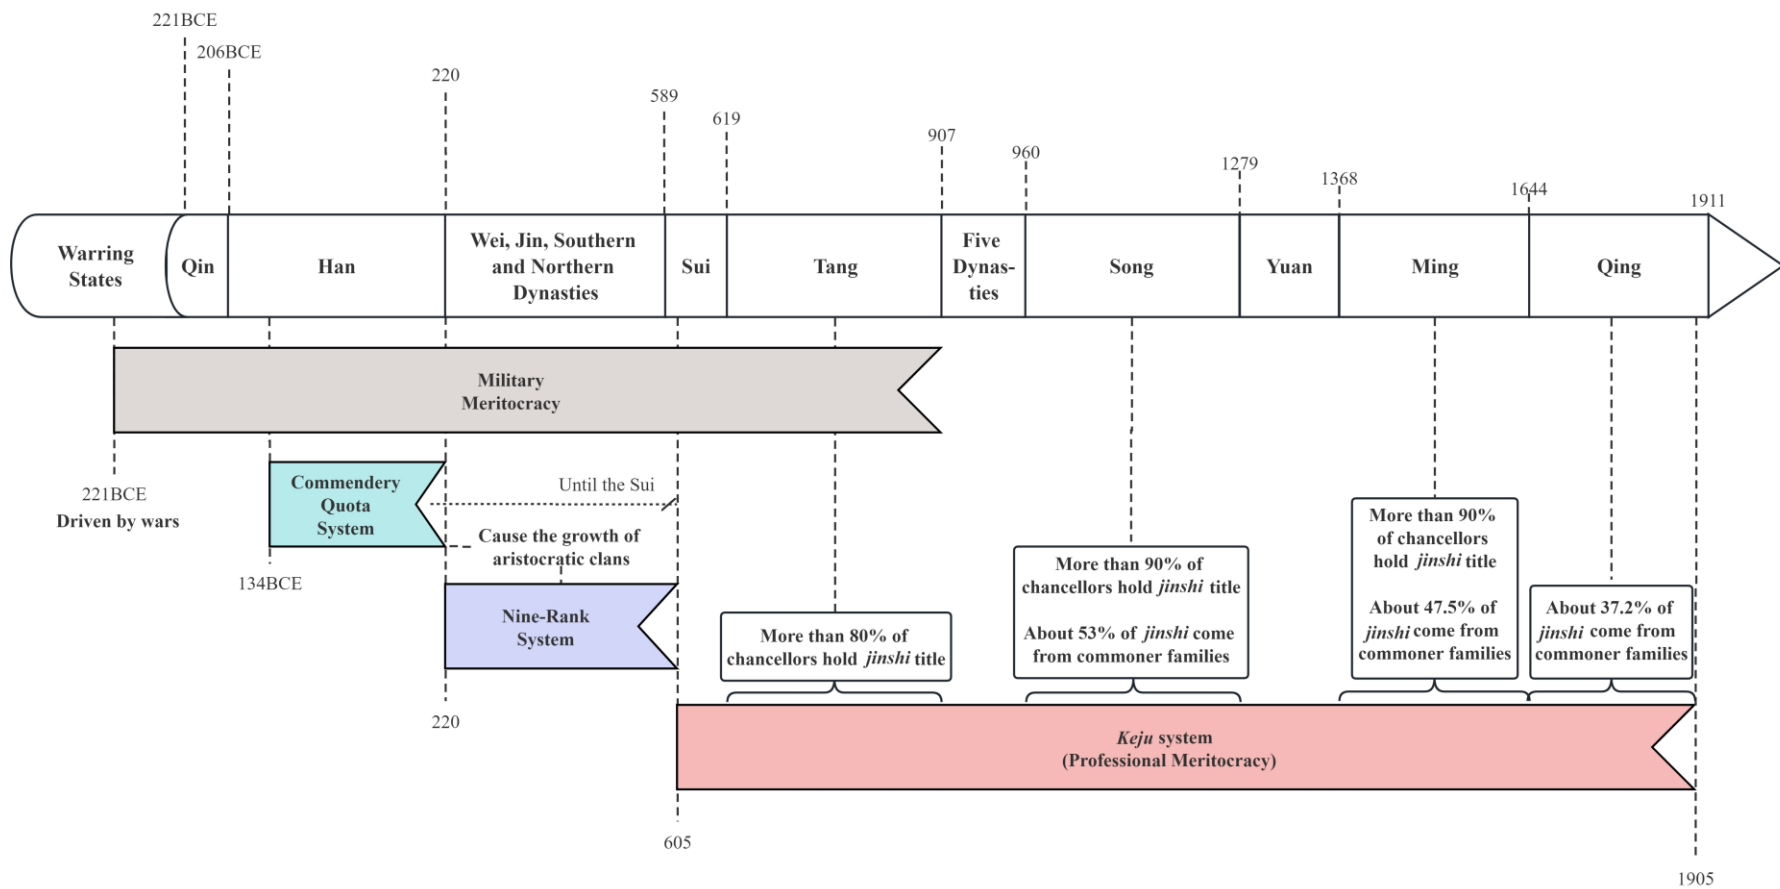 221BCE
206BCE
220
589
619
907
960
1279
1368
1644
1911
Warring
States
Qin
Han
Wei, Jin, Southern
and Northern
Dynasties
Sui
Tang
Five
Dynas-
ties
Song
Yuan
Ming
Qing
Military
Meritocracy
221BCE
Driven by wars
Commendery
Quota
System
Until the Sui
134BCE
Cause the growth of
aristocratic clans
Nine-Rank
System
220
More than 80% of
chancellors hold jinshi title
More than 90% of
chancellors hold jinshi title
About 53% of jinshi come
from commoner families
More than 90%
of chancellors
hold jinshi title
About 47.5% of
jinshi come from
commoner families
About 37.2% of
jinshi come from
commoner families
Keju system
(Professional Meritocracy)
605
1905